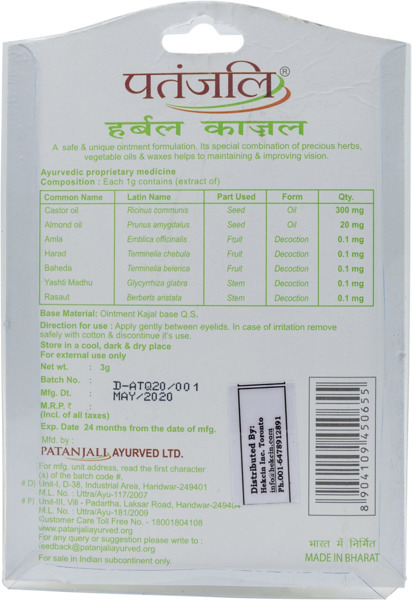 पतंजलि®
हर्बल काज़ल
A safe & unique ointment formulation. Its special combination of precious herbs,
vegetable oils & waxes helps to maintaining & improving vision.
Ayurvedic proprietary medicine
Composition : Each 1g contains (extract of)
Common Name Latin Name Part Used Form Qty.
Castor oil Ricinus communis Seed Oil 300 mg
Almond oil Prunus amygdalus Seed Oil 20 mg
Amla Emblica officinalis Fruit Decoction 0.1 mg
Harad Terminelia chebula Fruit Decoction 0.1 mg
Baheda Terminelia belerica Fruit Decoction 0.1 mg
Yashti Madhu Glycyrrhiza glabra Stem Decoction 0.1 mg
Rasaut Berberis aristata Stem Decoction 0.1 mg
Base Material: Ointment Kajal base Q.S.
Direction for use : Apply gently between eyelids. In case of irritation remove
safely with cotton & discontinue it's use.
Store in a cool, dark & dry place
For external use only
Net wt. : 3g
Batch No. : D-ATQ20/001
Mfg. Dt. : MAY/2020
M.R.P. ₹ :
(Incl. of all taxes)
Exp. Date 24 months from the date of mfg.
Mfd by :
PATANJALI AYURVED LTD.
For mfg. unit address, read the first character
(s) of the batch code #.
# D) Unit-I, D-38, Industrial Area, Haridwar-249401
M.L. No. : Uttra/Ayu-117/2007
# F) Unit-III, Vill - Padartha, Laksar Road, Haridwar-249404
M.L. No. : Uttra/Ayu-181/2009
Customer Care Toll Free No. - 18001804108
www.patanjaliayurved.org
For any query or suggestion please write to :
feedback@patanjaliayurved.org
For sale in Indian subcontinent only.
Distributed By:
Hekcin Inc. Toronto
info@hekcin.com
Ph.001-6478912891
8904109450655
भारत में निर्मित
MADE IN BHARAT